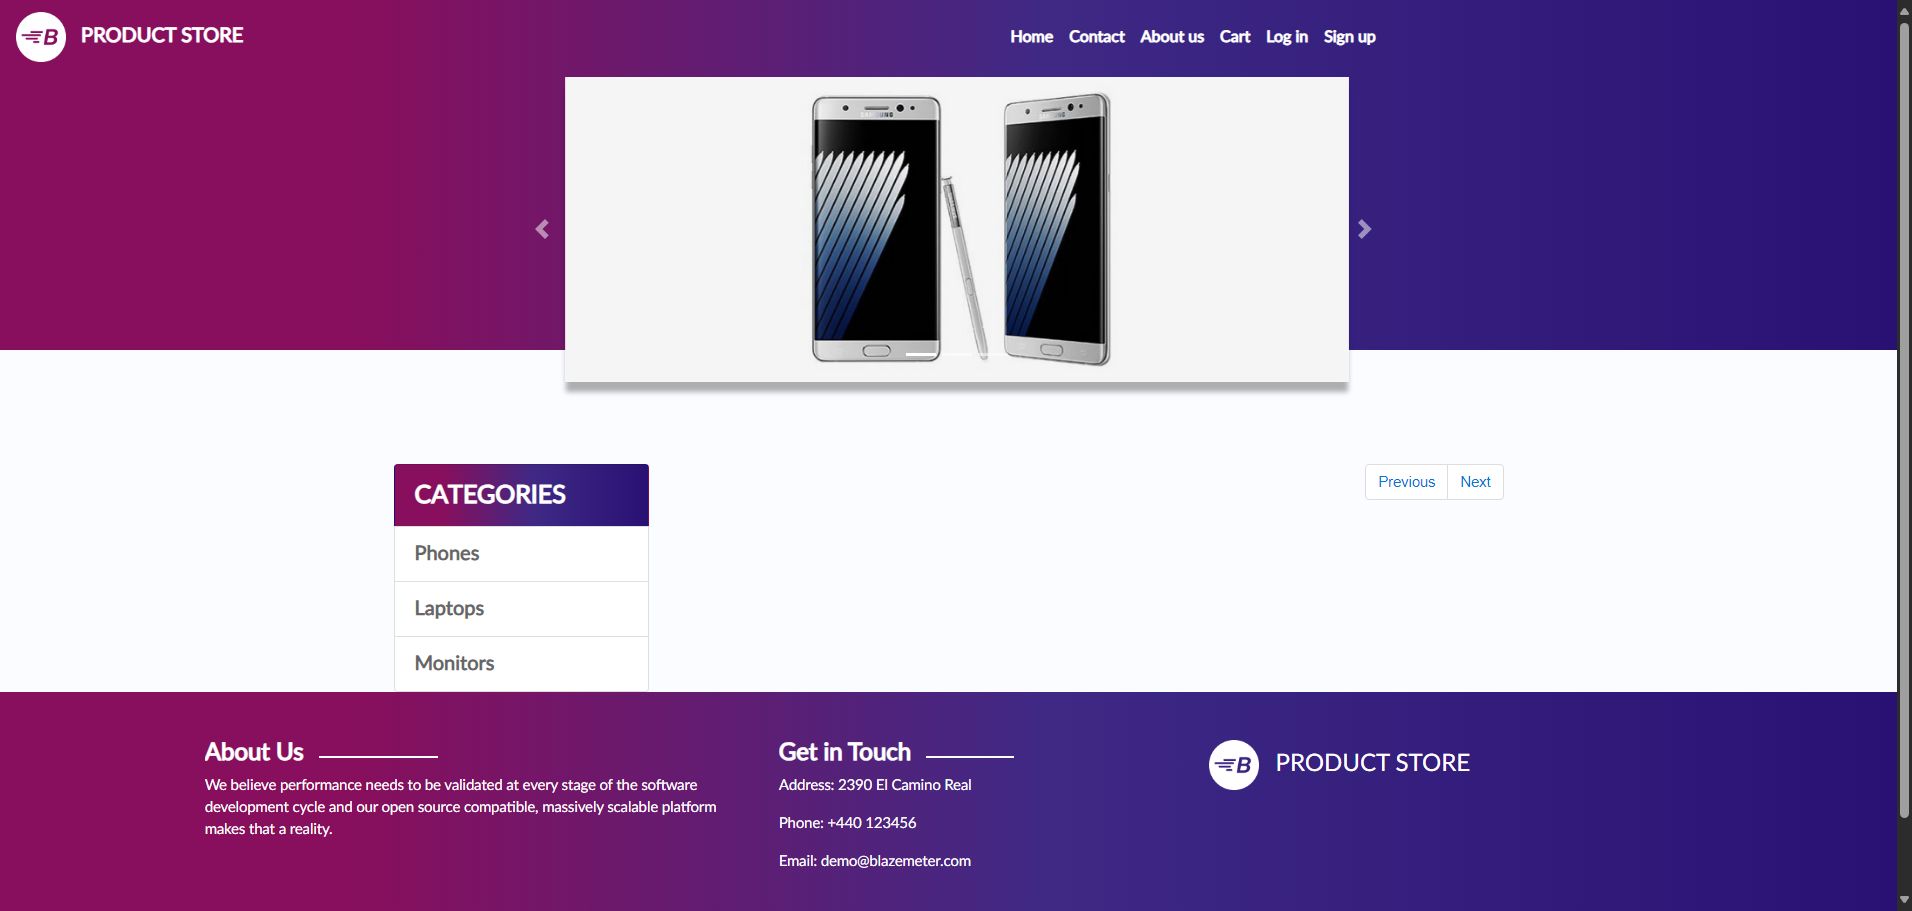 B PRODUCT STORE
Home Contact About us Cart Log in Sign up
SAMSUNG
SAMSUNG
CATEGORIES
Previous Next
Phones
Laptops
Monitors
About Us
We believe performance needs to be validated at every stage of the software
development cycle and our open source compatible, massively scalable platform
makes that a reality.
Get in Touch
Address: 2390 El Camino Real
Phone: +440 123456
Email: demo@blazemeter.com
B PRODUCT STORE